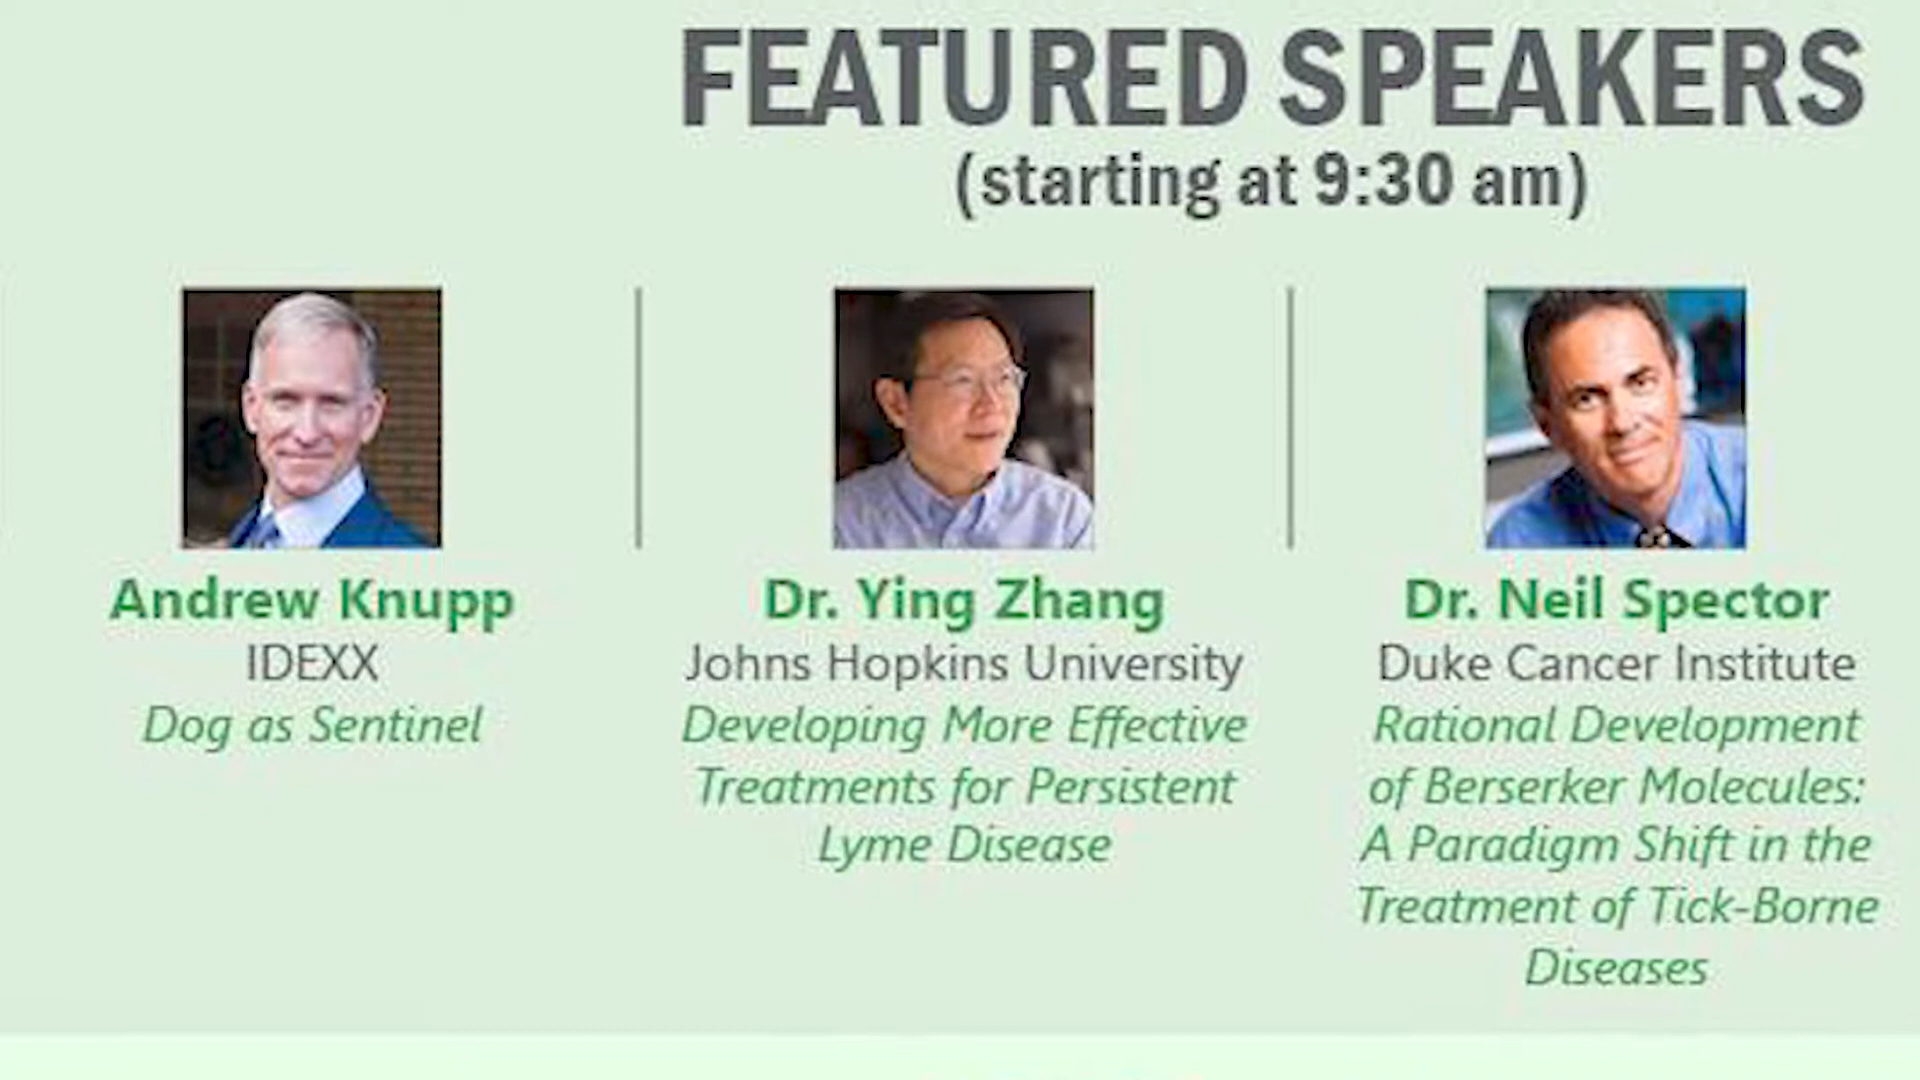 FEATURED SPEAKERS
(starting at 9:30 am)
Andrew Knupp
IDEXX
Dog as Sentinel
Dr. Ying Zhang
Johns Hopkins University
Developing More Effective
Treatments for Persistent
Lyme Disease
Dr. Neil Spector
Duke Cancer Institute
Rational Development
of Berserker Molecules:
A Paradigm Shift in the
Treatment of Tick-Borne
Diseases